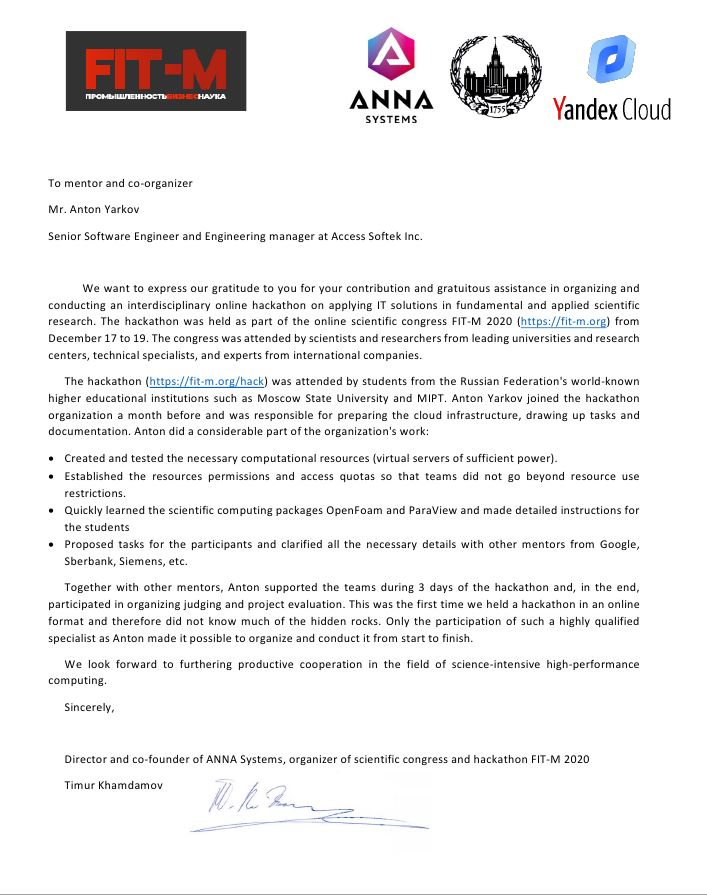 FIT-M
ПРОМЫШЛЕННОСТЬБИЗНЕСНАУКА
ANNA
SYSTEMS
1755
Yandex Cloud
To mentor and co-organizer
Mr. Anton Yarkov
Senior Software Engineer and Engineering manager at Access Softek Inc.
We want to express our gratitude to you for your contribution and gratuitous assistance in organizing and
conducting an interdisciplinary online hackathon on applying IT solutions in fundamental and applied scientific
research. The hackathon was held as part of the online scientific congress FIT-M 2020 (https://fit-m.org) from
December 17 to 19. The congress was attended by scientists and researchers from leading universities and research
centers, technical specialists, and experts from international companies.
The hackathon (https://fit-m.org/hack) was attended by students from the Russian Federation's world-known
higher educational institutions such as Moscow State University and MIPT. Anton Yarkov joined the hackathon
organization a month before and was responsible for preparing the cloud infrastructure, drawing up tasks and
documentation. Anton did a considerable part of the organization's work:
• Created and tested the necessary computational resources (virtual servers of sufficient power).
• Established the resources permissions and access quotas so that teams did not go beyond resource use
restrictions.
• Quickly learned the scientific computing packages OpenFoam and ParaView and made detailed instructions for
the students
• Proposed tasks for the participants and clarified all the necessary details with other mentors from Google,
Sberbank, Siemens, etc.
Together with other mentors, Anton supported the teams during 3 days of the hackathon and, in the end,
participated in organizing judging and project evaluation. This was the first time we held a hackathon in an online
format and therefore did not know much of the hidden rocks. Only the participation of such a highly qualified
specialist as Anton made it possible to organize and conduct it from start to finish.
We look forward to furthering productive cooperation in the field of science-intensive high-performance
computing.
Sincerely,
Director and co-founder of ANNA Systems, organizer of scientific congress and hackathon FIT-M 2020
Timur Khamdamov